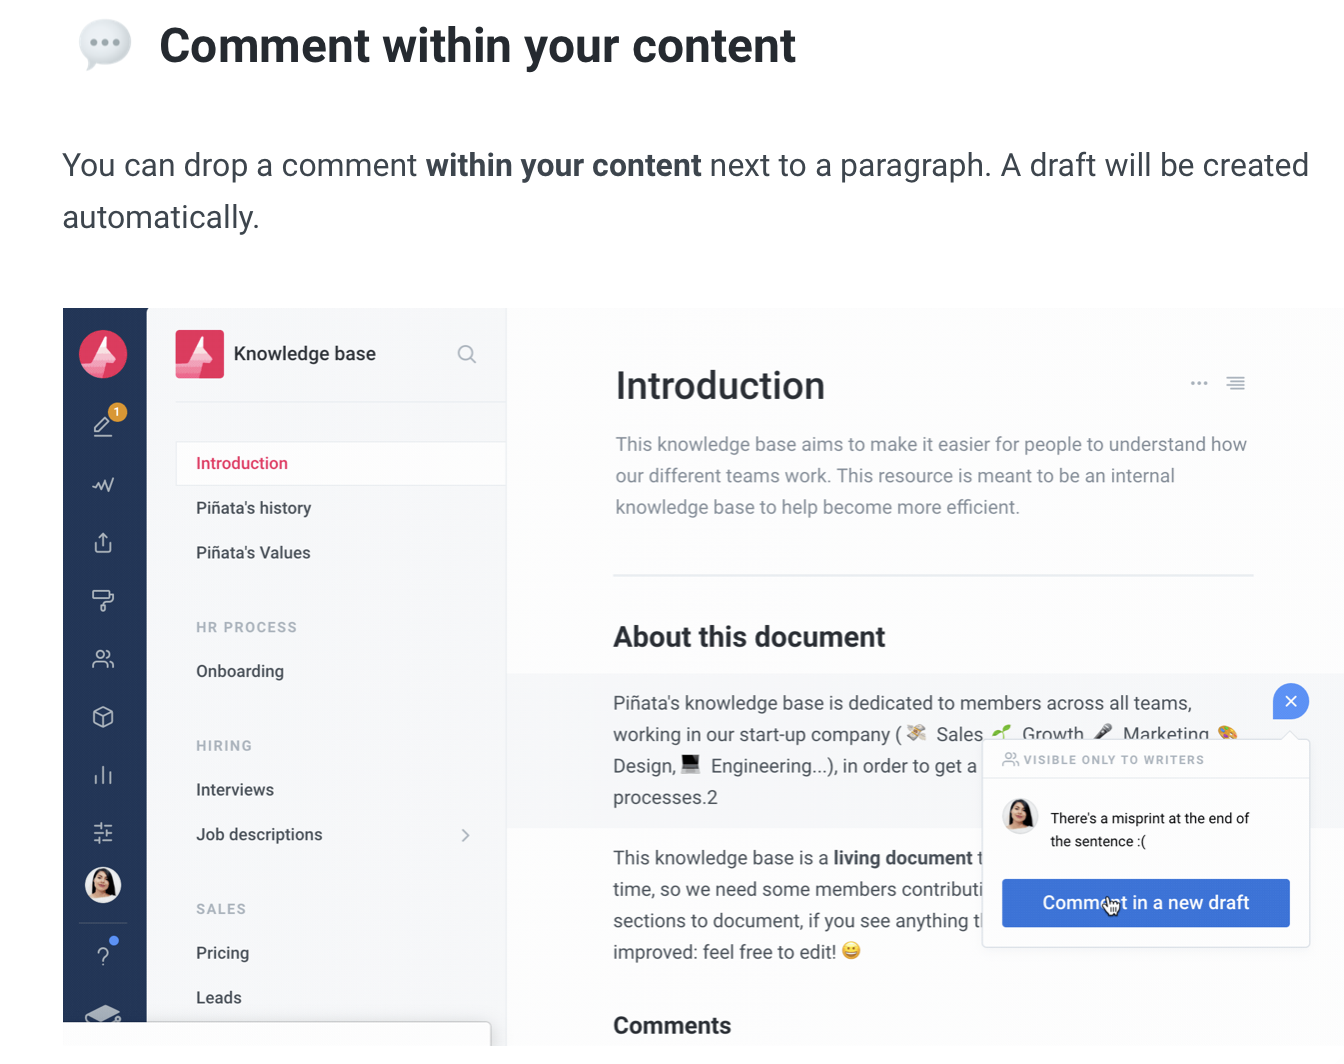 Comment within your content
You can drop a comment within your content next to a paragraph. A draft will be created
automatically.
1
Knowledge base
Introduction
Piñata's history
Piñata's Values
HR PROCESS
Onboarding
HIRING
Interviews
Job descriptions
SALES
Pricing
Leads
?
Introduction
This knowledge base aims to make it easier for people to understand how
our different teams work. This resource is meant to be an internal
knowledge base to help become more efficient.
About this document
Piñata's knowledge base is dedicated to members across all teams,
working in our start-up company ( 💸 Sales 🌱 Growth 🎤 Marketing 🎨
Design, 💻 Engineering...), in order to get a
processes.2
This knowledge base is a living document
time, so we need some members
sections to document, if you see anything
improved: feel free to edit! 😄
Comments
VISIBLE ONLY TO WRITERS
There's a misprint at the end of
the sentence :(
Comment in a new draft